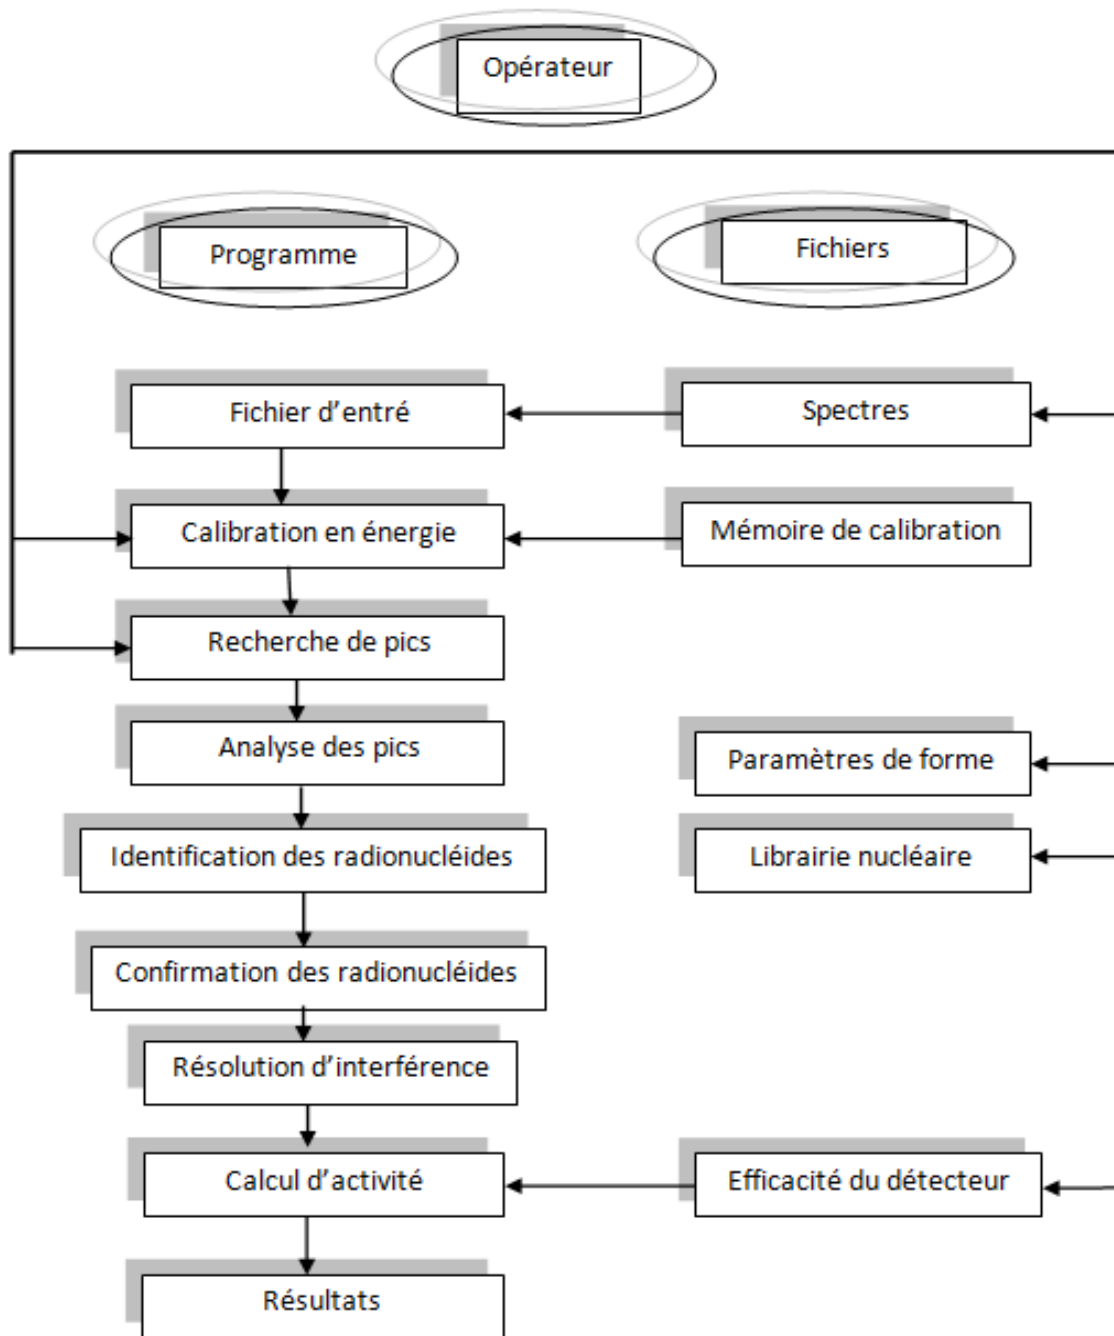 Opérateur
Programme
Fichiers
Fichier d’entré
Spectres
Calibration en énergie
Mémoire de calibration
Recherche de pics
Analyse des pics
Paramètres de forme
Identification des radionucléides
Librairie nucléaire
Confirmation des radionucléides
Résolution d’interférence
Calcul d’activité
Efficacité du détecteur
Résultats